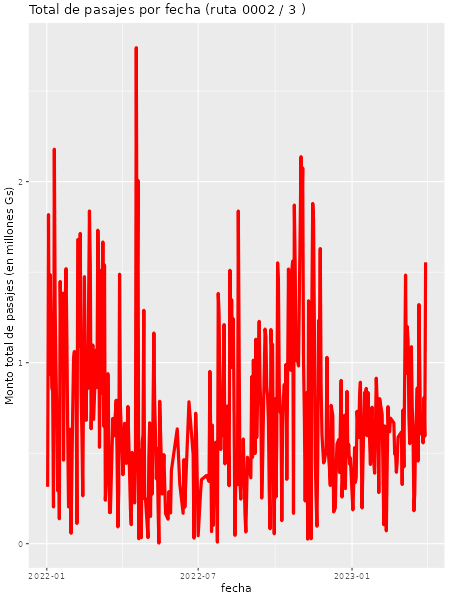 Total de pasajes por fecha (ruta 0002 / 3 )
Monto total de pasajes (en millones Gs)
2
1
0
2022-01
2022-07
2023-01
fecha